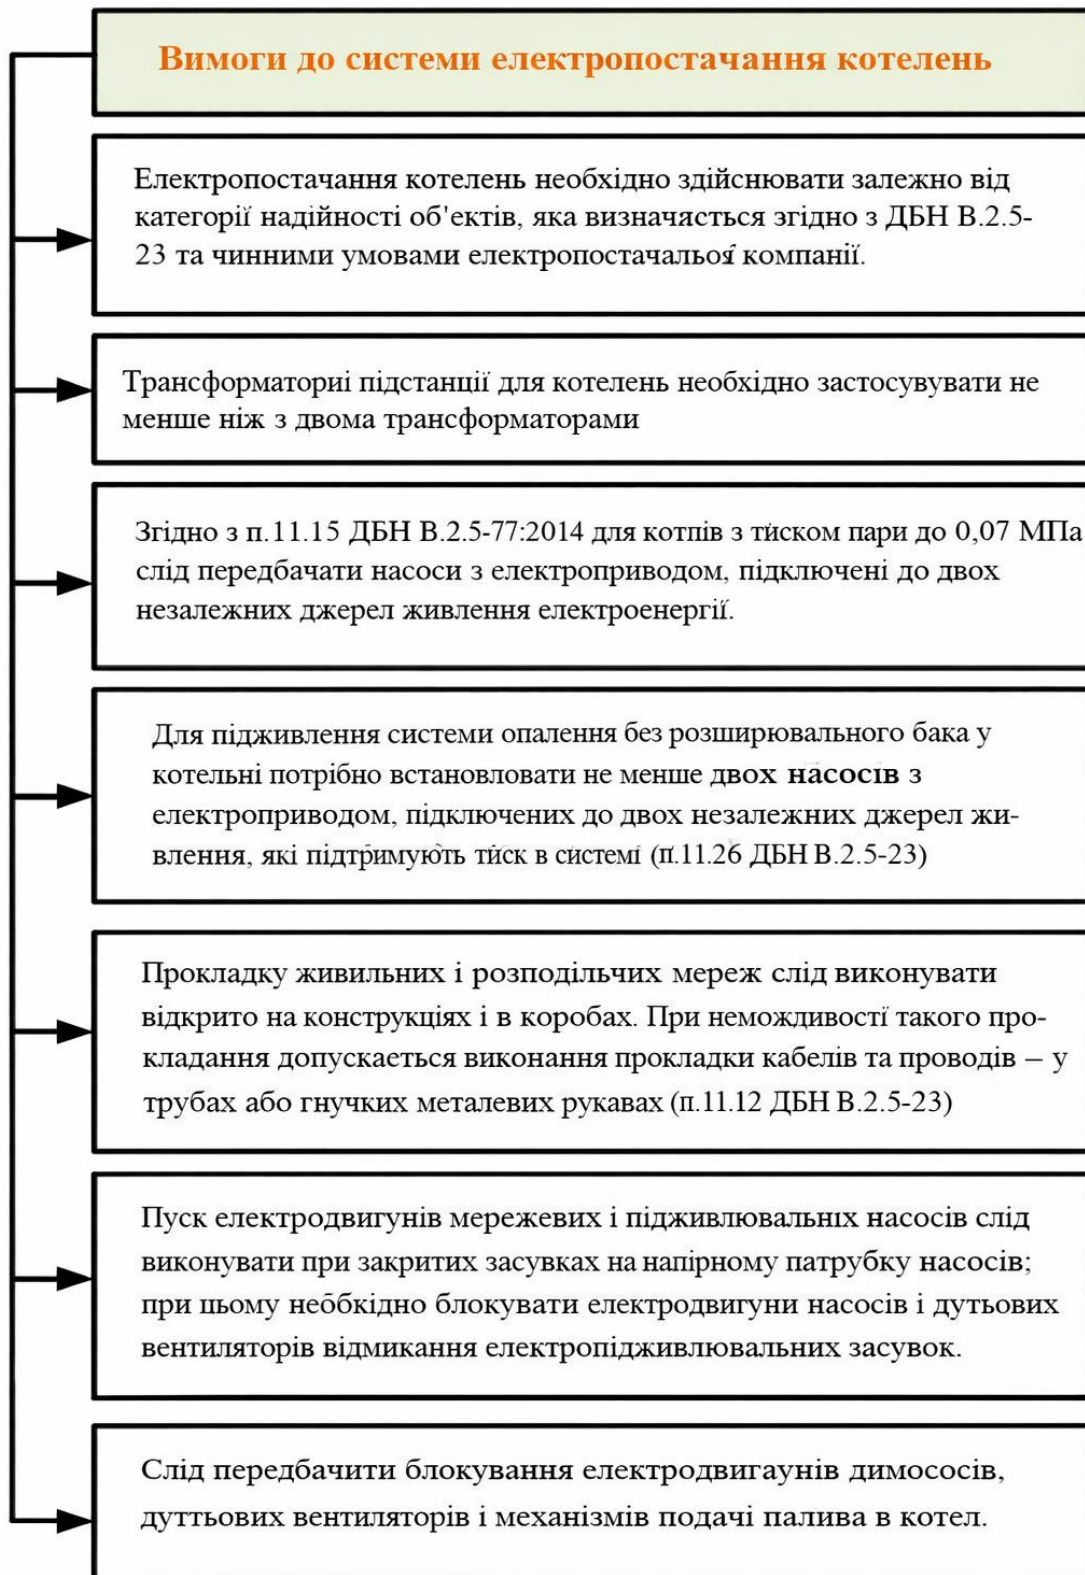 Вимоги до системи електропостачання котелень
Електропостачання котелень необхідно здійснювати залежно від
категорії надійності об'єктів, яка визначається згідно з ДБН В.2.5-
23 та чинними умовами електропостачальої компанії.
Трансформаториі підстанції для котелень необхідно застосувувати не
менше ніж з двома трансформаторами
Згідно з п.11.15 ДБН В.2.5-77:2014 для котпів з тиском пари до 0,07 МПа
слід передбачати насоси з електроприводом, підключені до двох
незалежних джерел живлення електроенергії.
Для підживлення системи опалення без розширювального бака у
котельні потрібно встановловати не менше двох насосів з
електроприводом, підключених до двох незалежних джерел жи-
влення, які підтримують тиск в системі (п.11.26 ДБН В.2.5-23)
Прокладку живильних і розподільчих мереж слід виконувати
відкрито на конструкціях і в коробах. При немождивості такого про-
кладання допускається виконання прокладки кабелів та проводів – у
трубах або гнучких металевих рукавах (п.11.12 ДБН В.2.5-23)
Пуск електродвигунів мережевих і підживлювальніх насосів слід
виконувати при закритих засувках на напірному патрубку насосів;
при цьому необбкідно блокувати електродвигуни насосів і дутьових
вентиляторів відмикання електропідживлювальних засувок.
Слід передбачити блокування електродвигаунів димососів,
дуттьових вентиляторів і механізмів подачі палива в котел.